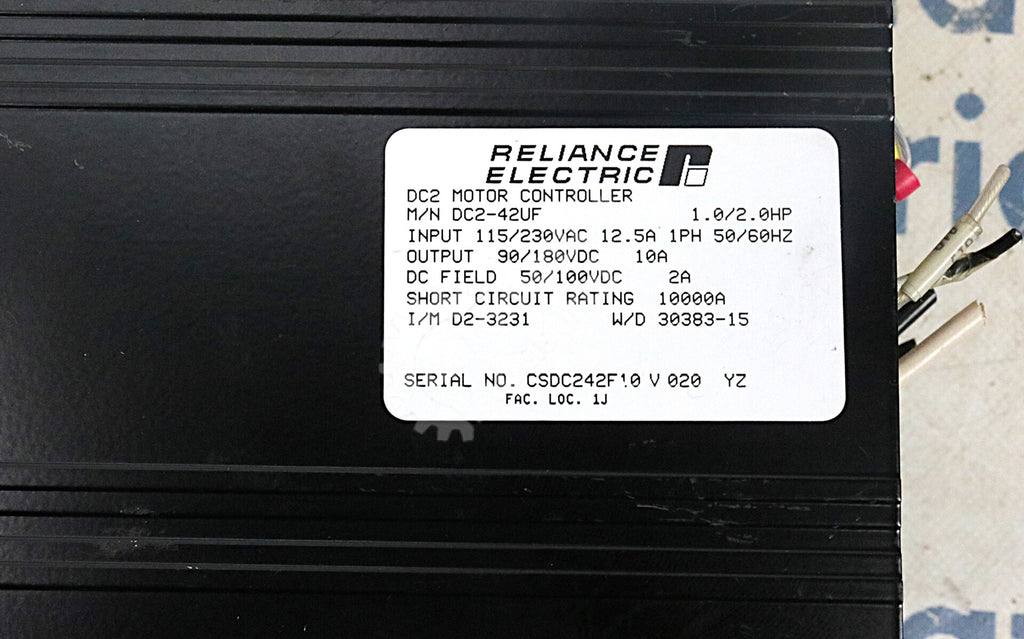 RELIANCE
ELECTRIC
DC2 MOTOR CONTROLLER
M/N DC2-42UF 1.0/2.0HP
INPUT 115/230VAC 12.5A 1PH 50/60HZ
OUTPUT 90/180VDC 10A
DC FIELD 50/100VDC 2A
SHORT CIRCUIT RATING 10000A
I/M D2-3231 W/D 30383-15
SERIAL NO. CSDC242F10 V 020 YZ
FAC. LOC. 1J